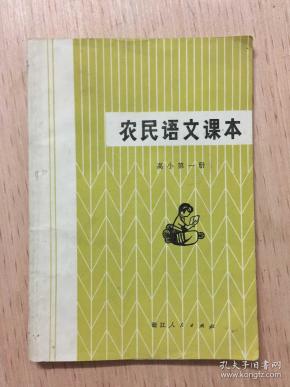 农民语文课本
高小第一册
浙江人民出版社
孔夫子旧书网